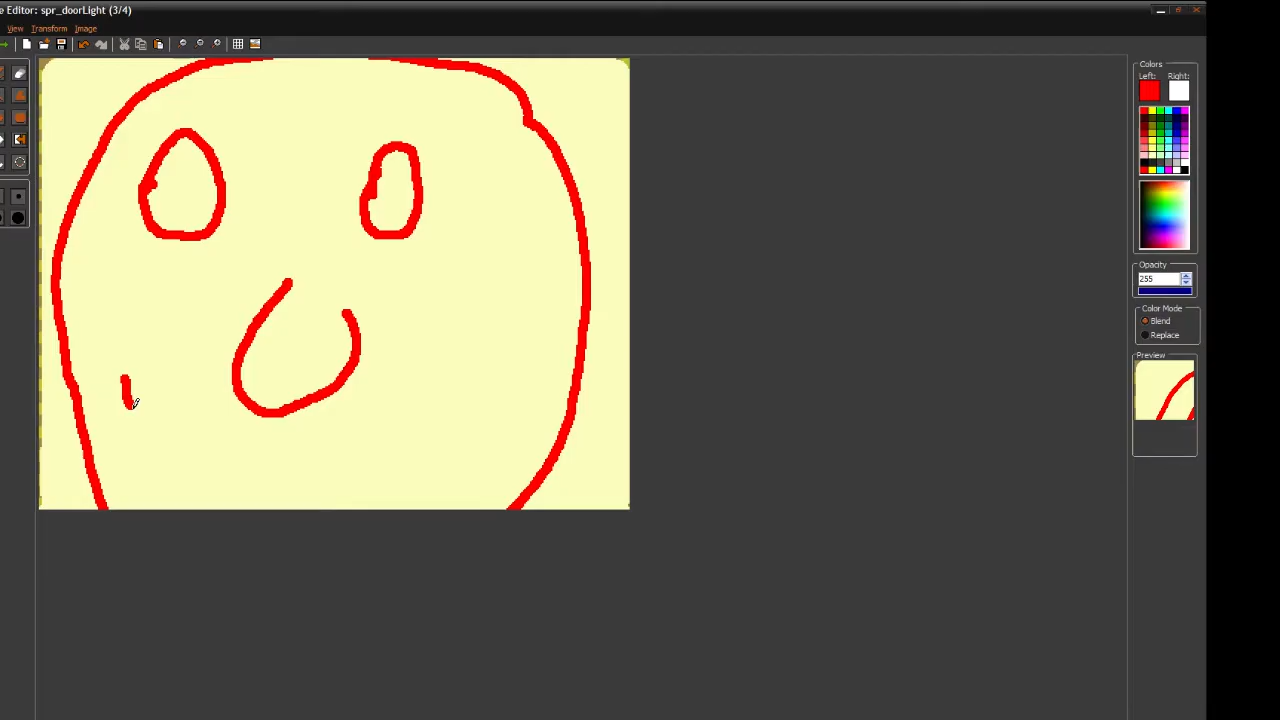 e Editor: spr_doorLight (3/4)
View Transform Image
Colors
Left: Right:
Opacity
255
Color Mode
Blend
Replace
Preview